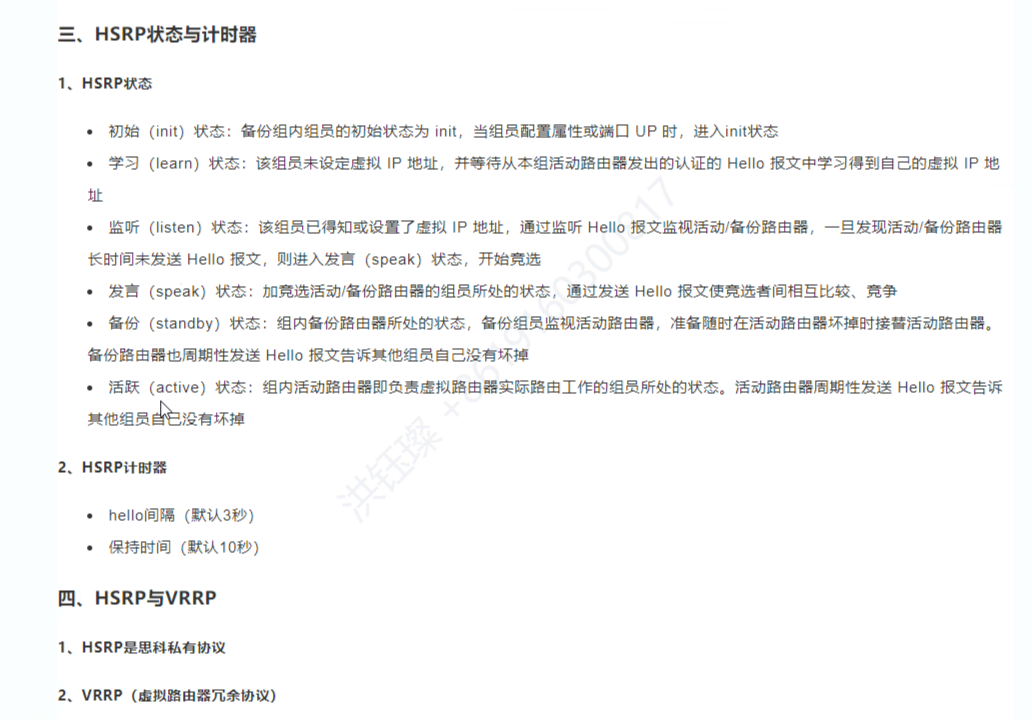 三、HSRP状态与计时器
1、HSRP状态
• 初始（init）状态：备份组内组员的初始状态为 init，当组员配置属性或端口 UP 时，进入init状态
• 学习（learn）状态：该组员未设定虚拟 IP 地址，并等待从本组活动路由器发出的认证的 Hello 报文中学习得到自己的虚拟 IP 地
址
• 监听（listen）状态：该组员已得知或设置了虚拟 IP 地址，通过监听 Hello 报文监视活动/备份路由器，一旦发现活动/备份路由器
长时间未发送 Hello 报文，则进入发言（speak）状态，开始竞选
• 发言（speak）状态：加竞选活动/备份路由器的组员所处的状态，通过发送 Hello 报文使竞选者间相互比较、竞争
• 备份（standby）状态：组内备份路由器所处的状态，备份组员监视活动路由器，准备随时在活动路由器坏掉时接替活动路由器。
备份路由器也周期性发送 Hello 报文告诉其他组员自己没有坏掉
• 活跃（active）状态：组内活动路由器即负责虚拟路由器实际路由工作的组员所处的状态。活动路由器周期性发送 Hello 报文告诉
其他组员自己没有坏掉
2、HSRP计时器
• hello间隔（默认3秒）
• 保持时间（默认10秒）
四、HSRP与VRRP
1、HSRP是思科私有协议
2、VRRP（虚拟路由器冗余协议）
洪钰璨 +8619160300817